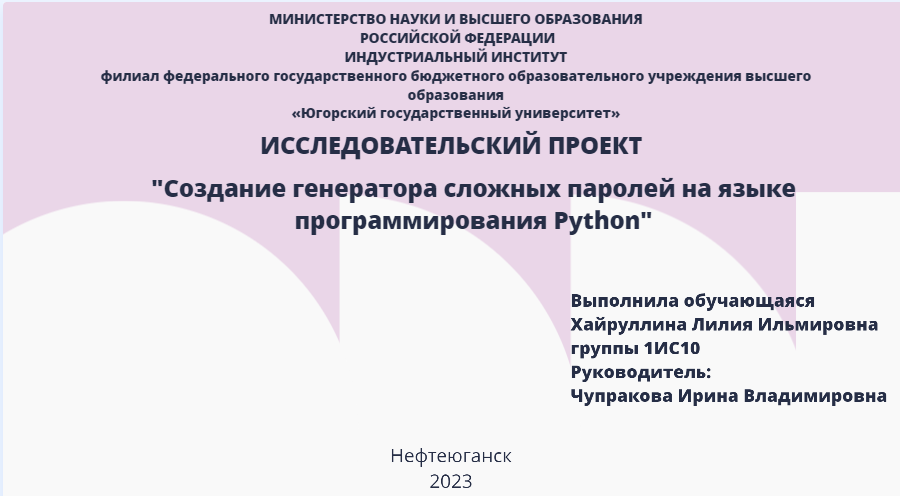 МИНИСТЕРСТВО НАУКИ И ВЫСШЕГО ОБРАЗОВАНИЯ
РОССИЙСКОЙ ФЕДЕРАЦИИ
ИНДУСТРИАЛЬНЫЙ ИНСТИТУТ
филиал федерального государственного бюджетного образовательного учреждения высшего
образования
«Югорский государственный университет»
ИССЛЕДОВАТЕЛЬСКИЙ ПРОЕКТ
"Создание генератора сложных паролей на языке
программирования Python"
Выполнила обучающаяся
Хайруллина Лилия Ильмировна
группы 1ИС10
Руководитель:
Чупракова Ирина Владимировна
Нефтеюганск
2023